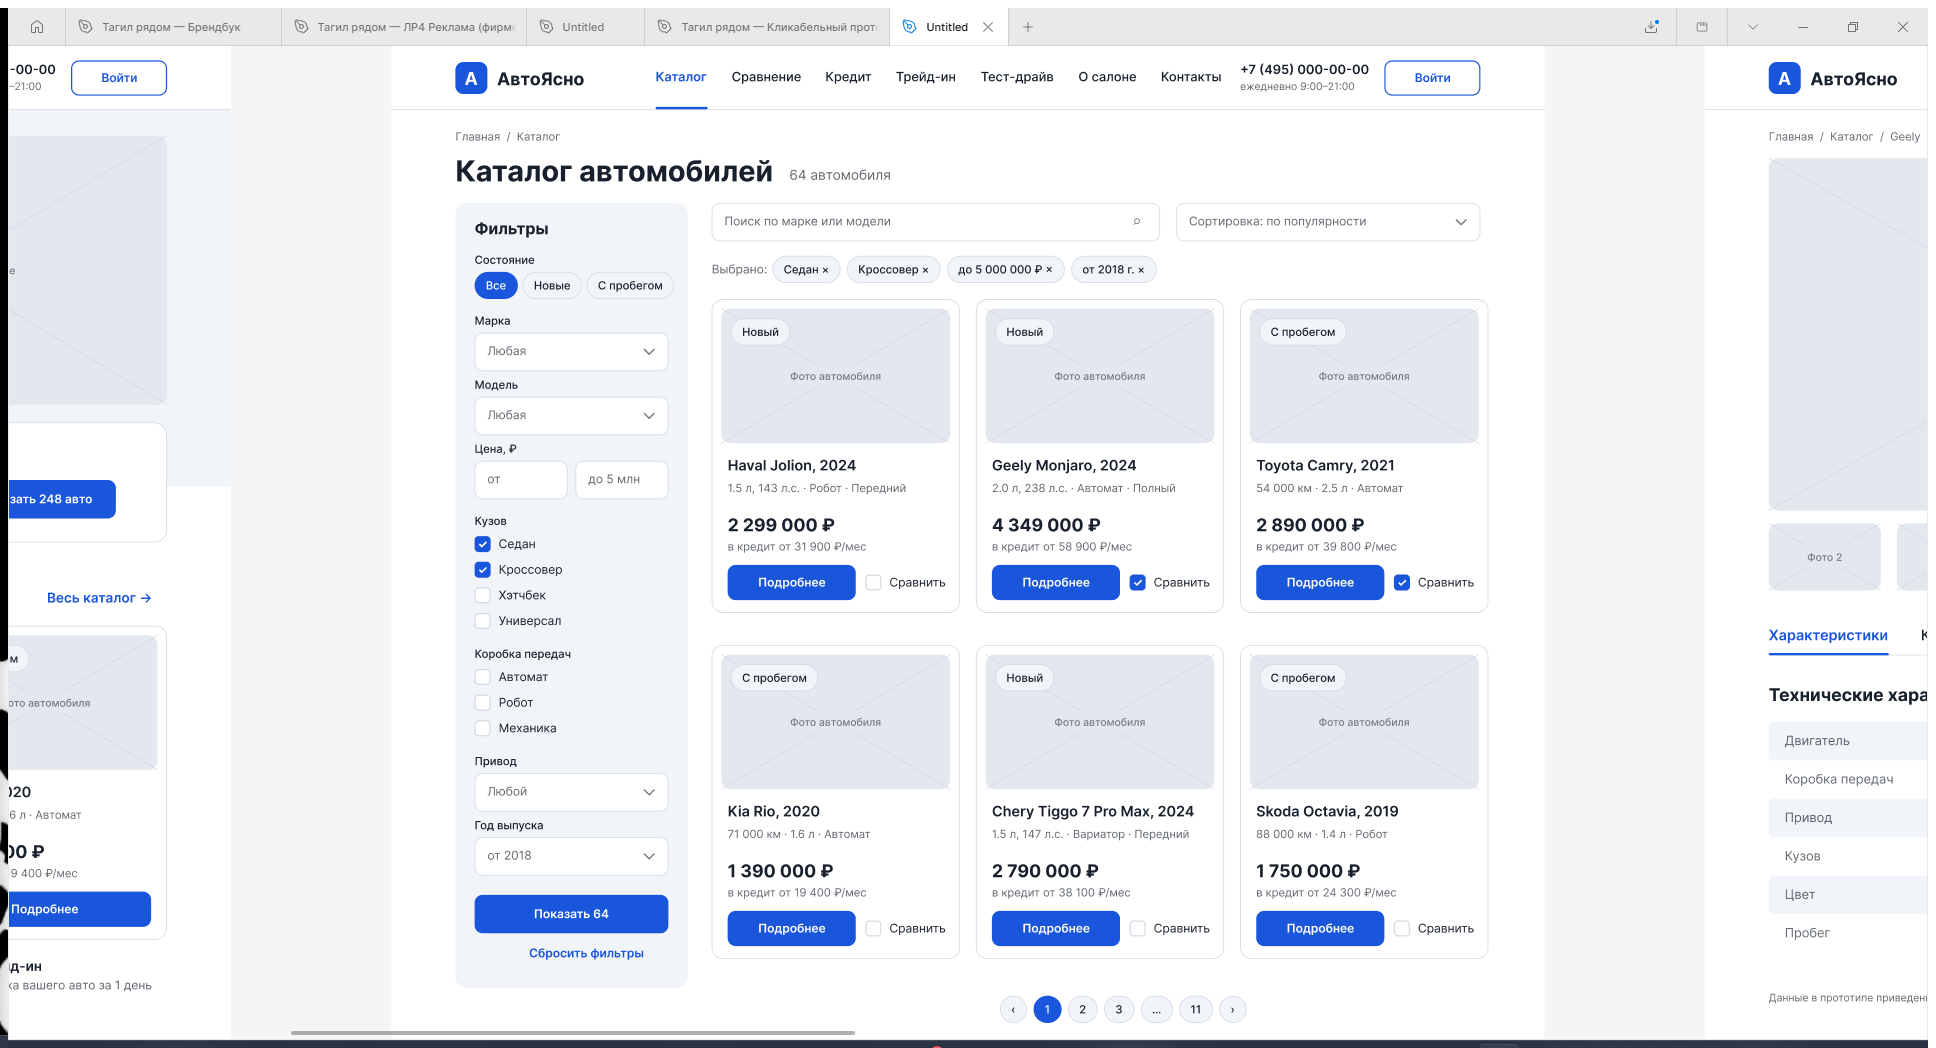 Тагил рядом — Брендбук
Тагил рядом — ЛР4 Реклама (фирме
Untitled
Тагил рядом — Кликабельный прот
Untitled
-00-00
–21:00
Войти
A АвтоЯсно
Каталог
Сравнение
Кредит
Трейд-ин
Тест-драйв
О салоне
Контакты
+7 (495) 000-00-00
ежедневно 9:00–21:00
Войти
A АвтоЯсно
Главная / Каталог
Каталог автомобилей 64 автомобиля
Фильтры
Состояние
Все
Новые
С пробегом
Марка
Любая
Модель
Любая
Цена, ₽
от
до 5 млн
Кузов
Седан
Кроссовер
Хэтчбек
Универсал
Коробка передач
Автомат
Робот
Механика
Привод
Любой
Год выпуска
от 2018
Показать 64
Сбросить фильтры
Поиск по марке или модели
Сортировка: по популярности
Выбрано:
Седан ×
Кроссовер ×
до 5 000 000 ₽ ×
от 2018 г. ×
Новый
Фото автомобиля
Haval Jolion, 2024
1.5 л, 143 л.с. · Робот · Передний
2 299 000 ₽
в кредит от 31 900 ₽/мес
Подробнее
Сравнить
Новый
Фото автомобиля
Geely Monjaro, 2024
2.0 л, 238 л.с. · Автомат · Полный
4 349 000 ₽
в кредит от 58 900 ₽/мес
Подробнее
Сравнить
С пробегом
Фото автомобиля
Toyota Camry, 2021
54 000 км · 2.5 л · Автомат
2 890 000 ₽
в кредит от 39 800 ₽/мес
Подробнее
Сравнить
С пробегом
Фото автомобиля
Kia Rio, 2020
71 000 км · 1.6 л · Автомат
1 390 000 ₽
в кредит от 19 400 ₽/мес
Подробнее
Сравнить
Новый
Фото автомобиля
Chery Tiggo 7 Pro Max, 2024
1.5 л, 147 л.с. · Вариатор · Передний
2 790 000 ₽
в кредит от 38 100 ₽/мес
Подробнее
Сравнить
С пробегом
Фото автомобиля
Skoda Octavia, 2019
88 000 км · 1.4 л · Робот
1 750 000 ₽
в кредит от 24 300 ₽/мес
Подробнее
Сравнить
‹ 1 2 3 ... 11 ›
е
зать 248 авто
Весь каталог →
м
ото автомобиля
020
6 л · Автомат
00 ₽
9 400 ₽/мес
Подробнее
д-ин
ка вашего авто за 1 день
Главная / Каталог / Geely
Фото 2
Характеристики
К
Технические хара
Двигатель
Коробка передач
Привод
Кузов
Цвет
Пробег
Данные в прототипе приведен